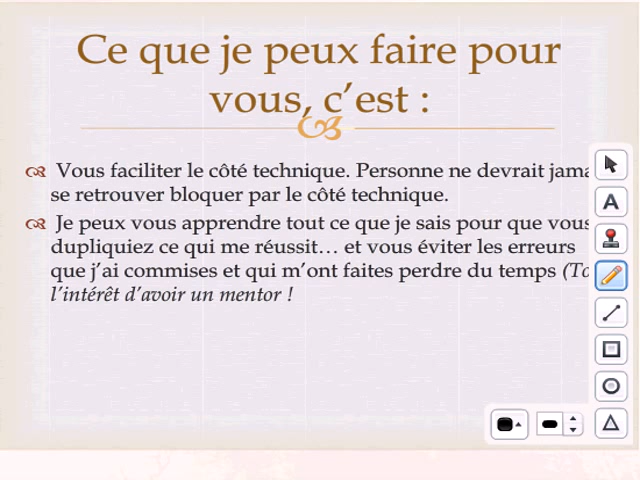 Ce que je peux faire pour
vous, c’est :
Vous faciliter le côté technique. Personne ne devrait
se retrouver bloquer par le côté technique.
Je peux vous apprendre tout ce que je sais pour que vous
dupliquiez ce qui me réussit… et vous éviter les erreurs
que j’ai commises et qui m’ont faites perdre du temps
l’intérêt d’avoir un mentor !
A